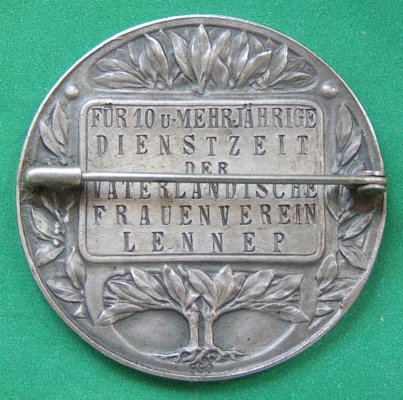 FÜR 10 U·MEHRJÄHRIGE
DIENSTZEIT
DER
VATERLÄNDISCHE
FRAUENVEREIN
LENNEP